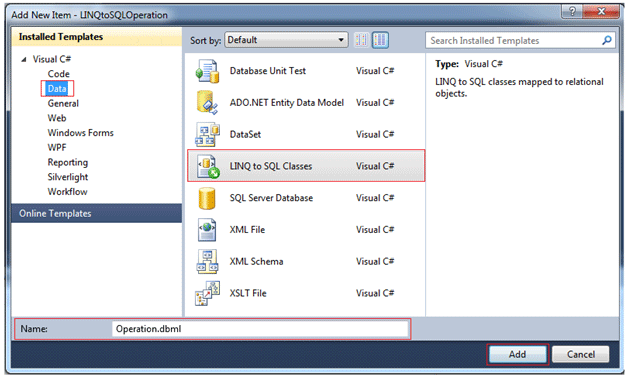 Add New Item - LINQtoSQLOperation
Installed Templates
Sort by: Default
Search Installed Templates
Visual C#
Code
Data
General
Web
Windows Forms
WPF
Reporting
Silverlight
Workflow
Online Templates
Database Unit Test Visual C#
ADO.NET Entity Data Model Visual C#
DataSet Visual C#
LINQ to SQL Classes Visual C#
SQL Server Database Visual C#
XML File Visual C#
XML Schema Visual C#
XSLT File Visual C#
Type: Visual C#
LINQ to SQL classes mapped to relational
objects.
Name: Operation.dbml
Add Cancel